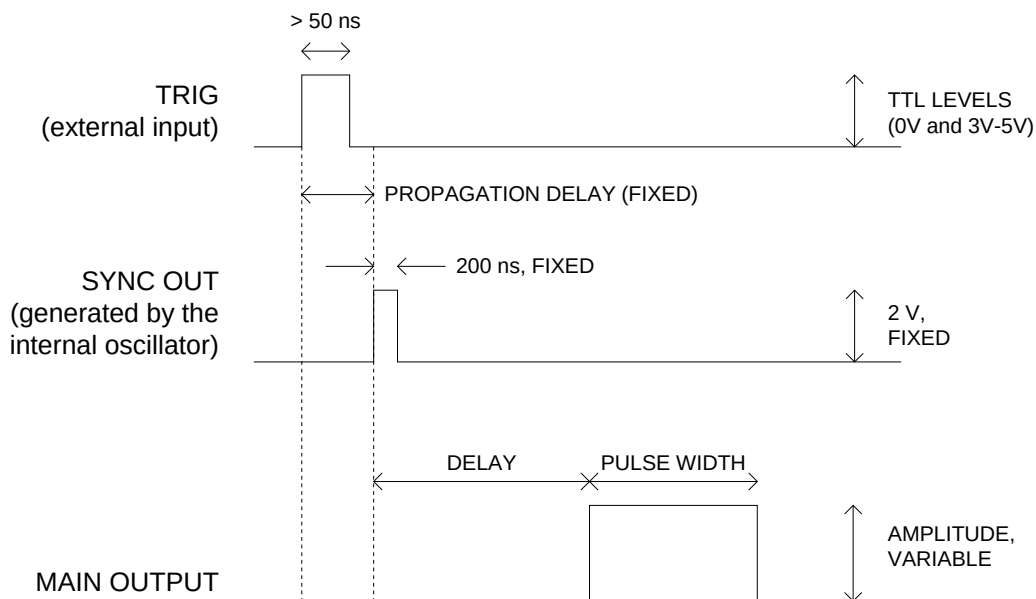 > 50 ns
TRIG
(external input)
TTL LEVELS
(0V and 3V-5V)
PROPAGATION DELAY (FIXED)
200 ns, FIXED
SYNC OUT
(generated by the
internal oscillator)
2 V,
FIXED
DELAY
PULSE WIDTH
AMPLITUDE,
VARIABLE
MAIN OUTPUT